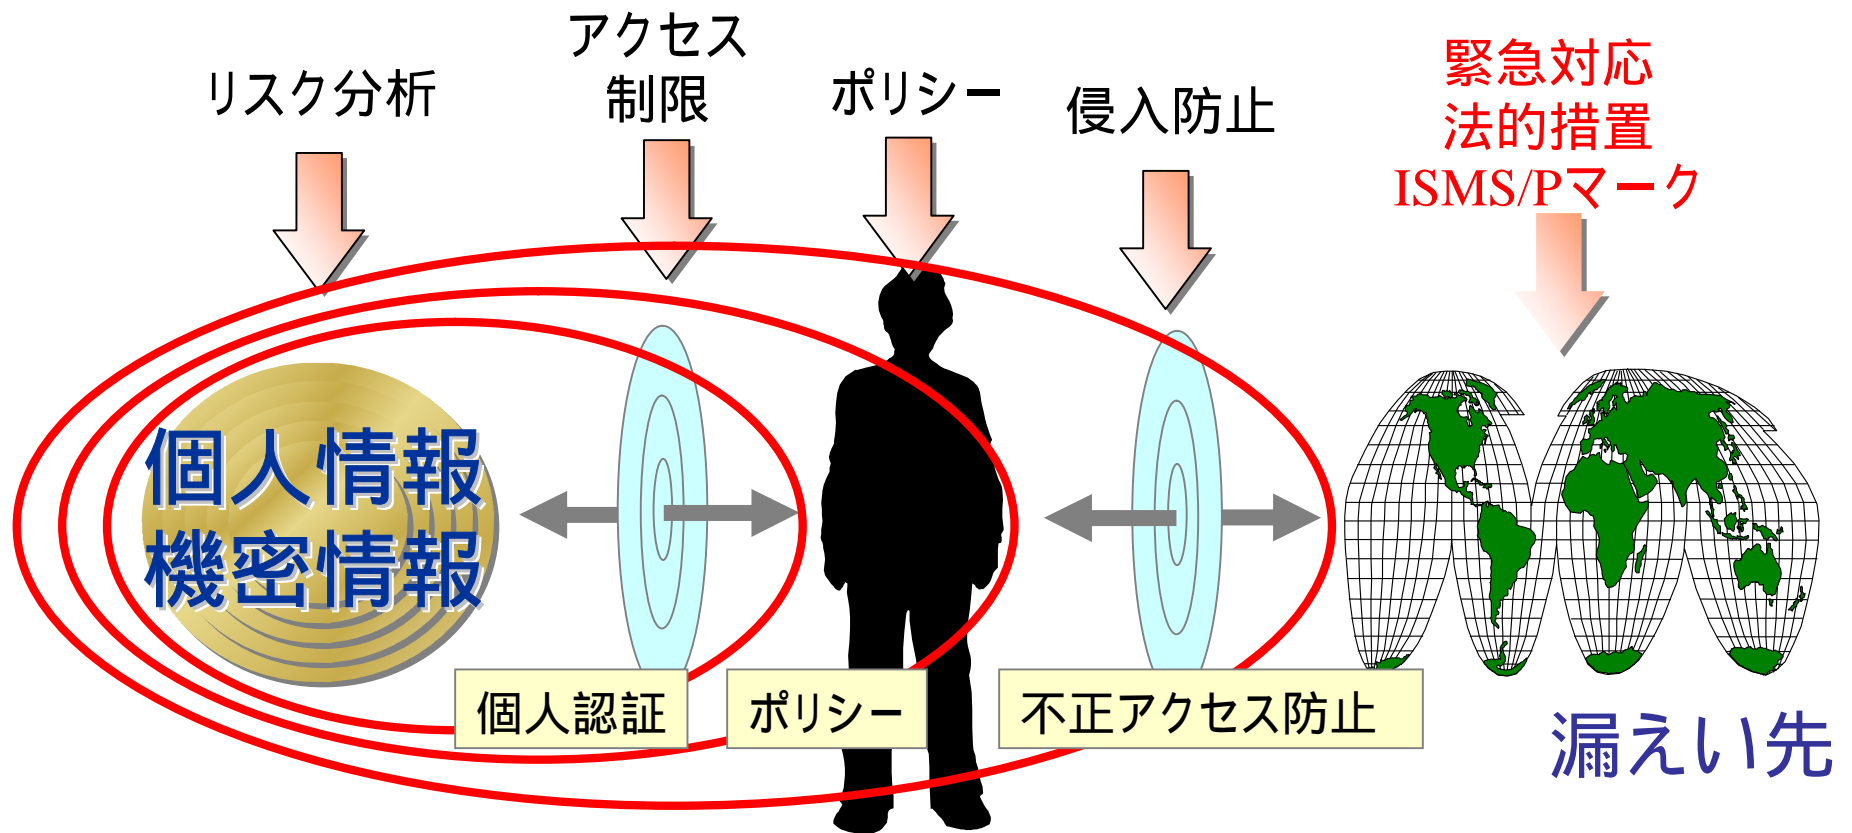 リスク分析
アクセス
制限
ポリシー
侵入防止
緊急対応
法的措置
ISMS/Pマーク
個人情報
機密情報
個人認証
ポリシー
不正アクセス防止
漏えい先